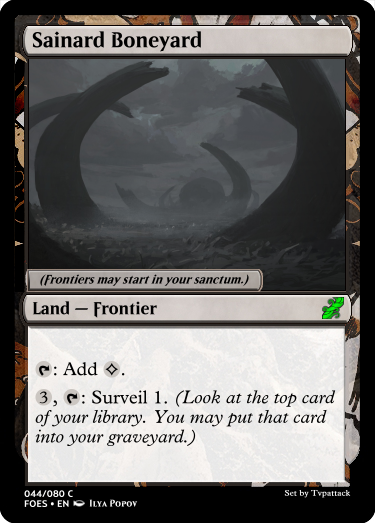 Sainard Boneyard
(Frontiers may start in your sanctum.)
Land — Frontier
: Add .
3, : Surveil 1. (Look at the top card
of your library. You may put that card
into your graveyard.)
044/080 C
FOES • EN Ilya Popov
Set by Tvpattack